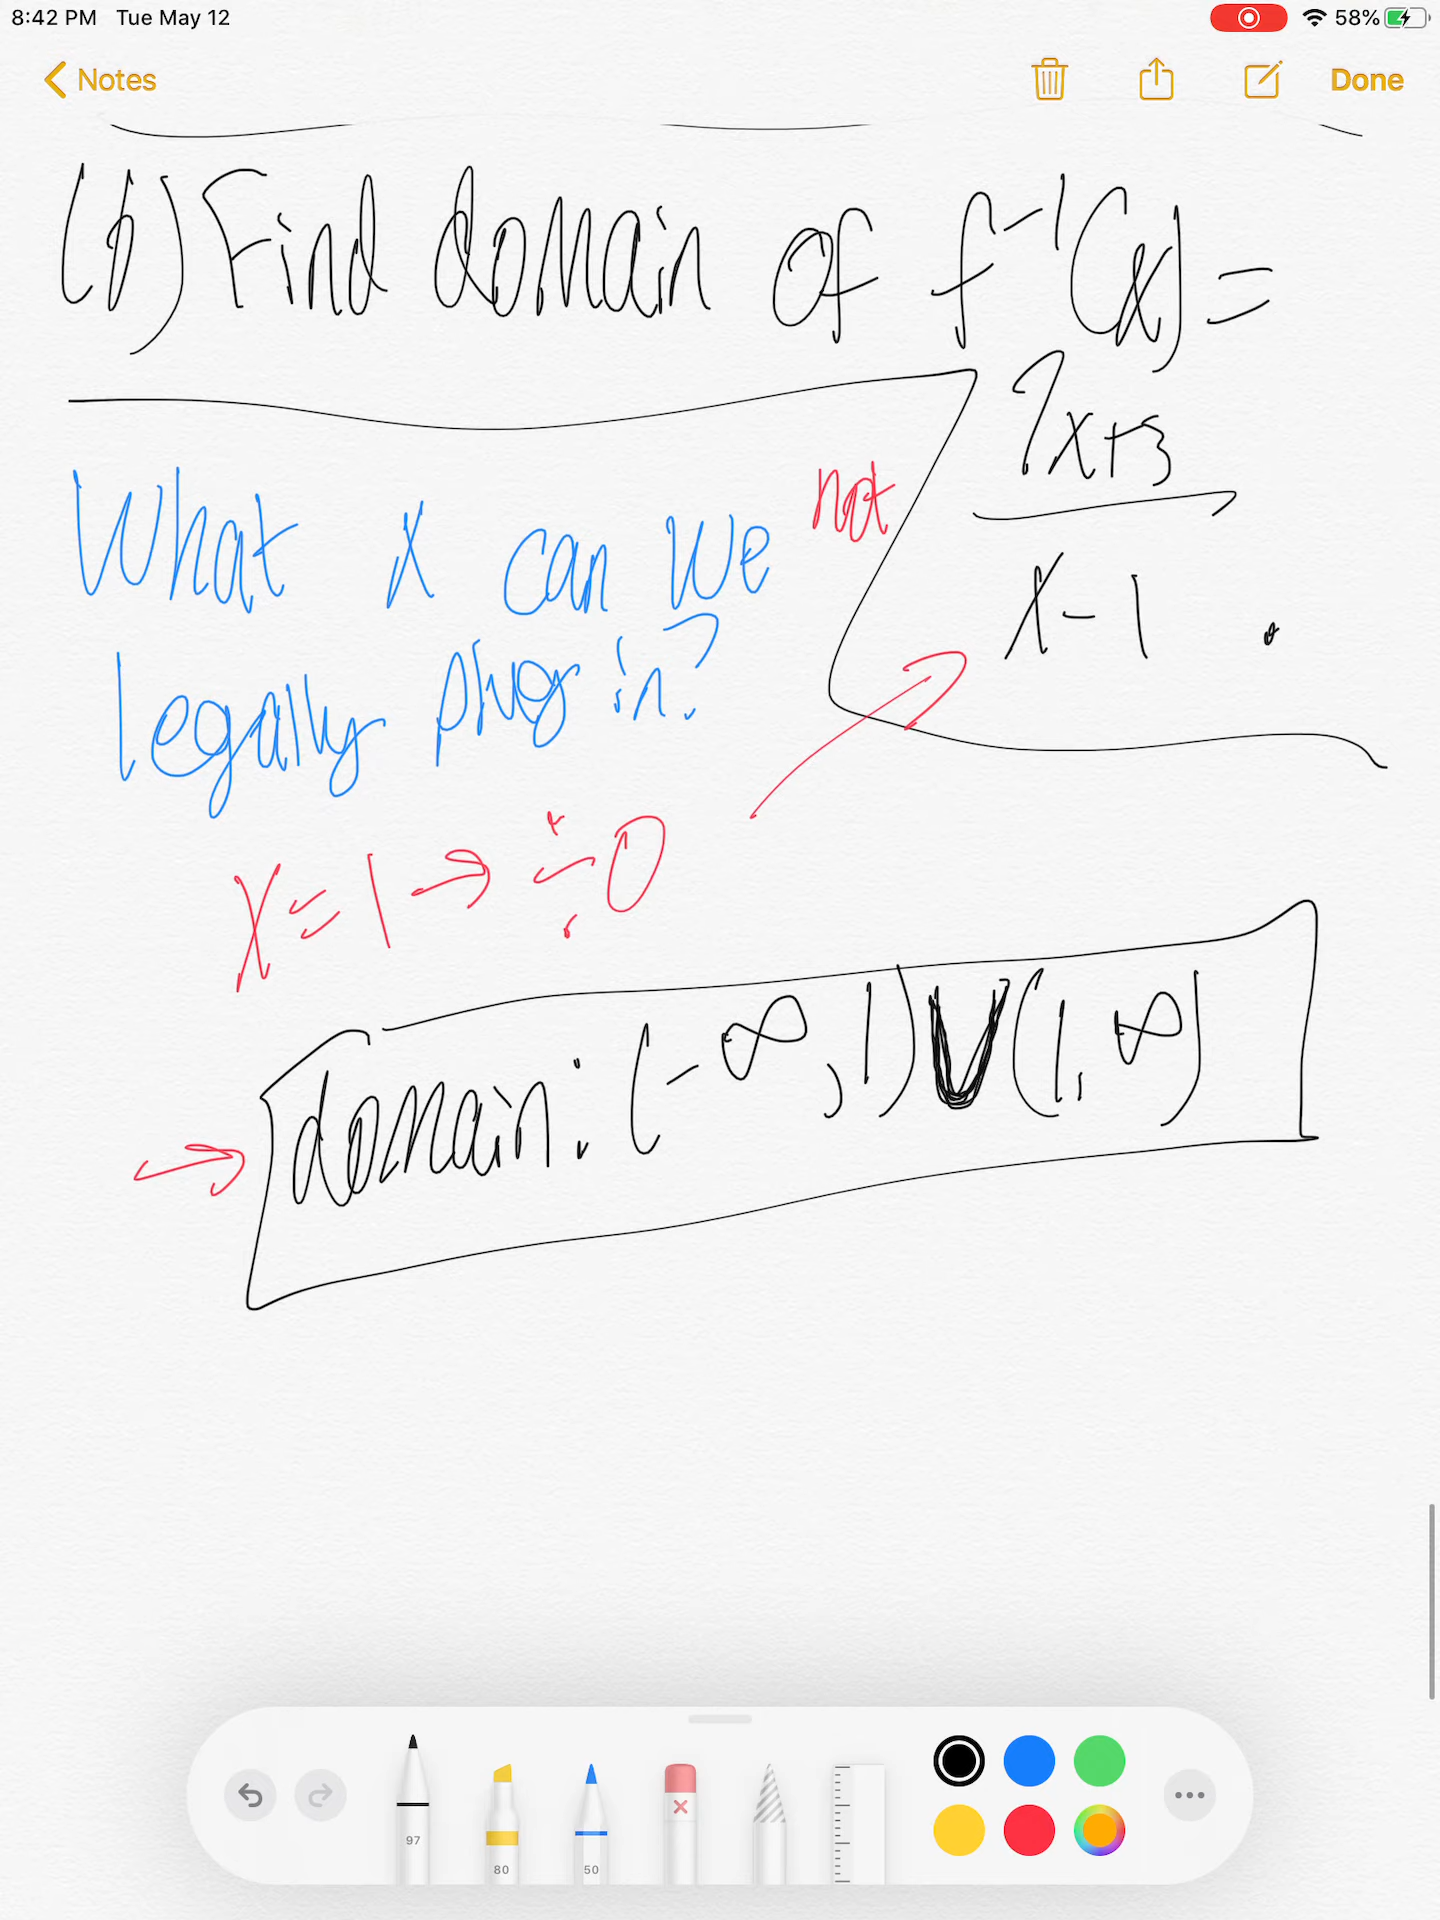 8:42 PM Tue May 12
58%
Notes
Done
(b) Find domain of f⁻¹(x) =
7x+3
x-1 .
What x can we not
legally plug in?
x=1 → ÷0
domain: (-∞,1)∪(1,∞)
97
80
50